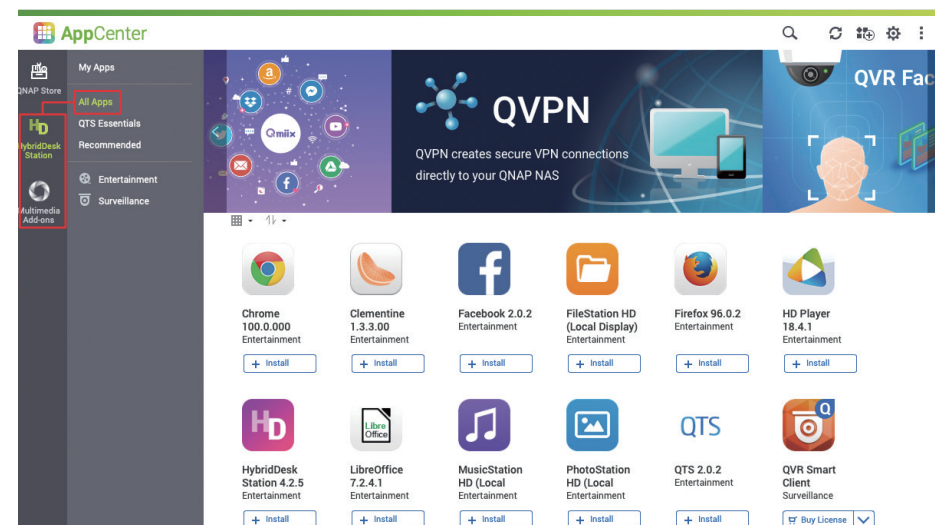 AppCenter
QNAP Store
HD
HybridDesk
Station
Multimedia
Add-ons
My Apps
All Apps
QTS Essentials
Recommended
Entertainment
Surveillance
Qmiix
QVPN
QVPN creates secure VPN connections
directly to your QNAP NAS
QVR Fac
Chrome
100.0.000
Entertainment
+ Install
Clementine
1.3.3.00
Entertainment
+ Install
Facebook 2.0.2
Entertainment
+ Install
FileStation HD
(Local Display)
Entertainment
+ Install
Firefox 96.0.2
Entertainment
+ Install
HD Player
18.4.1
Entertainment
+ Install
HD
HybridDesk
Station 4.2.5
Entertainment
+ Install
Libre
Office
LibreOffice
7.2.4.1
Entertainment
+ Install
MusicStation
HD (Local
Entertainment
+ Install
PhotoStation
HD (Local
Entertainment
+ Install
QTS
QTS 2.0.2
Entertainment
+ Install
Q
QVR Smart
Client
Surveillance
Buy License